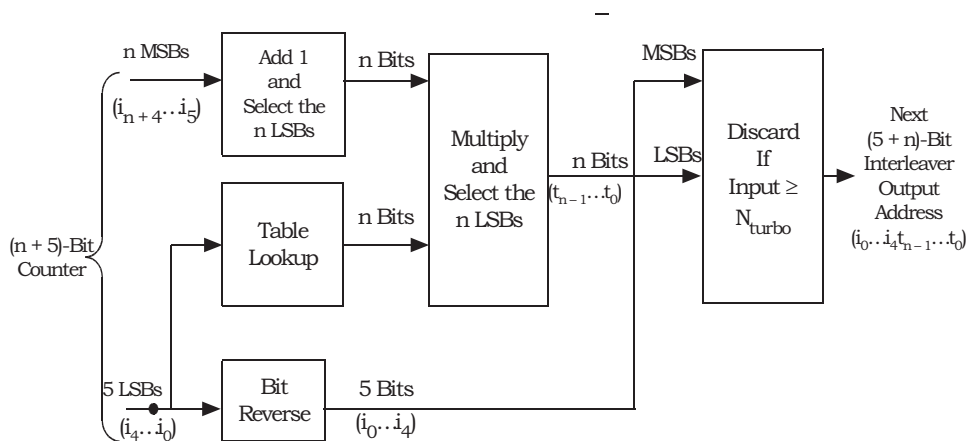 (n + 5)-Bit
Counter
n MSBs
(i_{n + 4}…i_5)
5 LSBs
(i_4…i_0)
Add 1
and
Select the
n LSBs
n Bits
Table
Lookup
n Bits
Bit
Reverse
5 Bits
(i_0…i_4)
Multiply
and
Select the
n LSBs
n Bits
(t_{n – 1}…t_0)
MSBs
LSBs
Discard
If
Input ≥
N_{turbo}
Next
(5 + n)-Bit
Interleaver
Output
Address
(i_0…i_4t_{n – 1}…t_0)